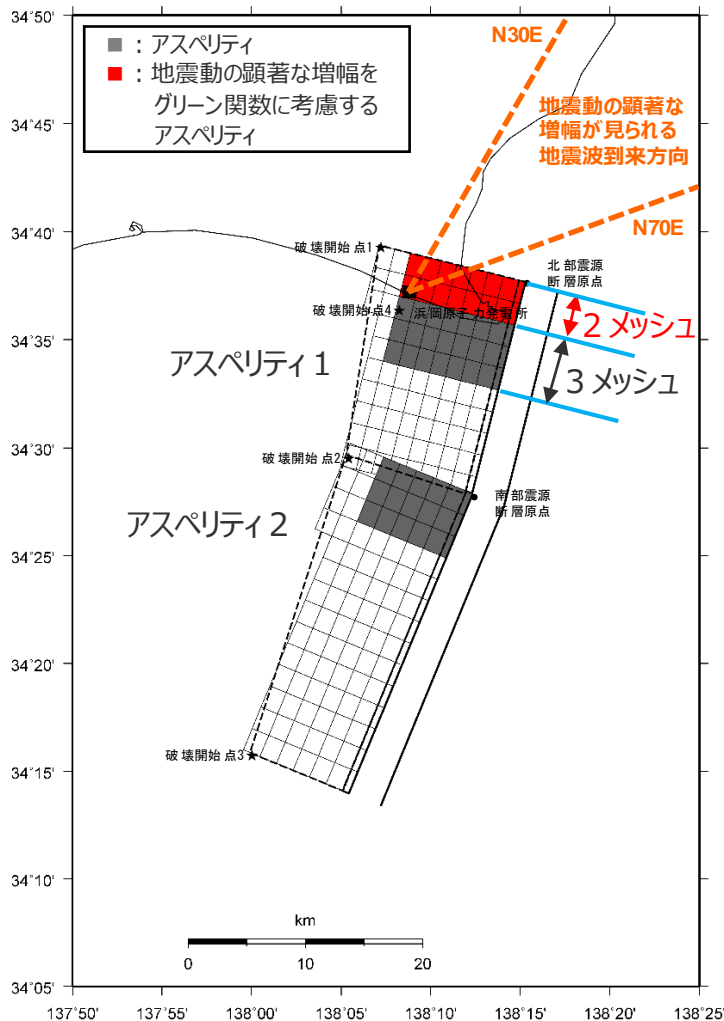 34°50'
34°45'
34°40'
34°35'
34°30'
34°25'
34°20'
34°15'
34°10'
34°05'
■ : アスペリティ
■ : 地震動の顕著な増幅を
グリーン関数に考慮する
アスペリティ
N30E
地震動の顕著な
増幅が見られる
地震波到来方向
N70E
破壊開始点1
北部震源
断層原点
破壊開始点4
浜岡原子力発電所
2メッシュ
アスペリティ1
3メッシュ
破壊開始点2
南部震源
断層原点
アスペリティ2
破壊開始点3
km
0 10 20
137°50' 137°55' 138°00' 138°05' 138°10' 138°15' 138°20' 138°25'